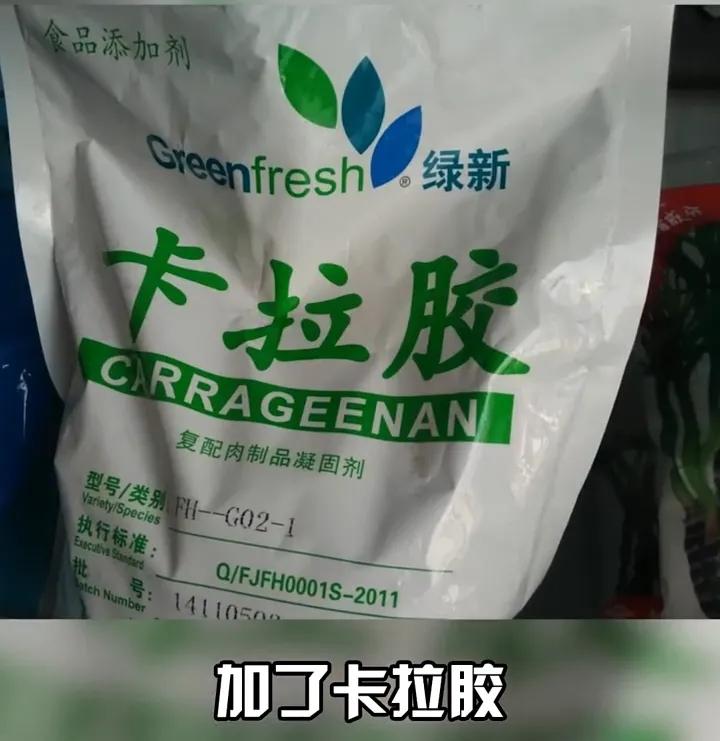 食品添加剂
Greenfresh® 绿新
卡拉胶
CARRAGEENAN
复配肉制品凝固剂
型号/类别 FH--G02-1
Variety/Species
执行标准：
Executive Standard
Q/FJFH0001S-2011
批 号：
Batch Number
加了卡拉胶